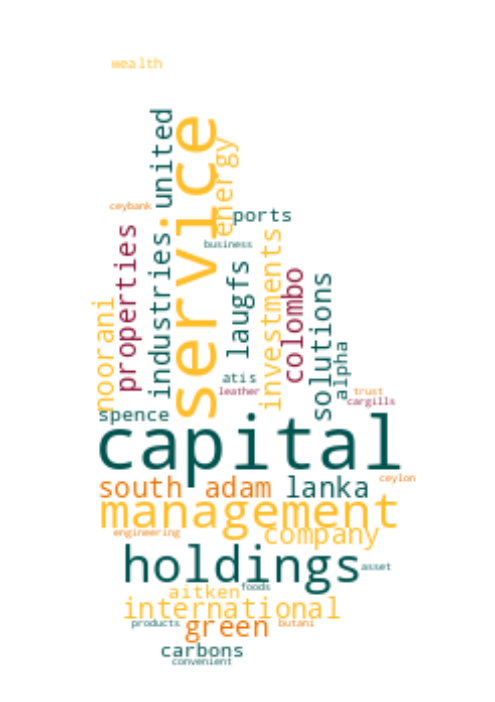 wealth
united
service
energy
ceybank
ports
properties
industries
business
laugfs
investments
colombo
solutions
noorani
alpha
atis
leather
trust
cargills
spence
capital
ceylon
south adam lanka
management
engineering
company
holdings
asset
foods
aitken
international
products
green
butani
carbons
convenient